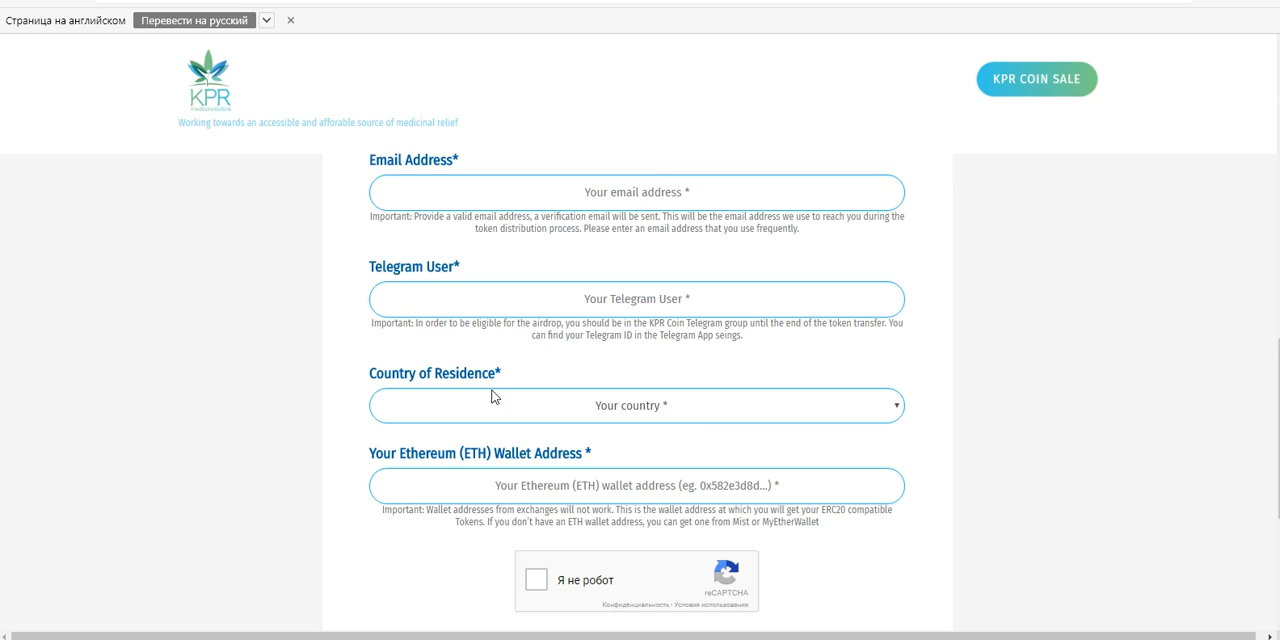 Страница на английском Перевести на русский
KPR
KPR COIN SALE
Working towards an accessible and afforable source of medicinal relief
Email Address*
Your email address *
Important: Provide a valid email address, a verification email will be sent. This will be the email address we use to reach you during the
token distribution process. Please enter an email address that you use frequently.
Telegram User*
Your Telegram User *
Important: In order to be eligible for the airdrop, you should be in the KPR Coin Telegram group until the end of the token transfer. You
can find your Telegram ID in the Telegram App seings.
Country of Residence*
Your country *
Your Ethereum (ETH) Wallet Address *
Your Ethereum (ETH) wallet address (eg. 0x582e3d8d...) *
Important: Wallet addresses from exchanges will not work. This is the wallet address at which you will get your ERC20 compatible
Tokens. If you don't have an ETH wallet address, you can get one from Mist or MyEtherWallet
Я не робот
reCAPTCHA
Конфиденциальность - Условия использования